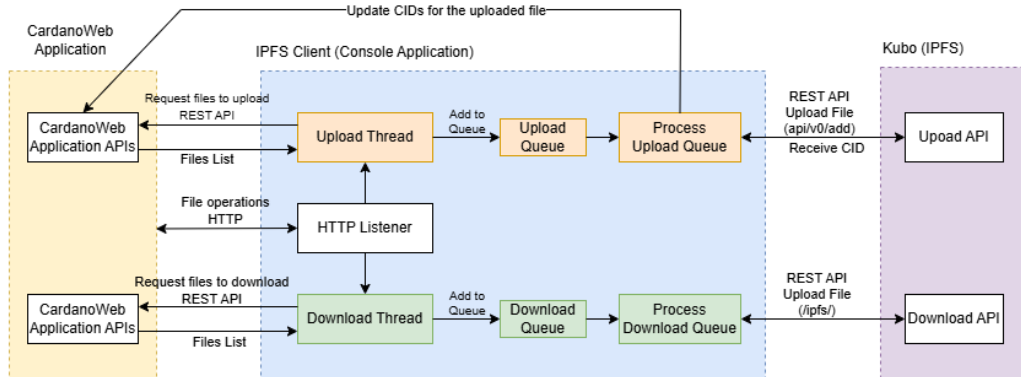 Update CIDs for the uploaded file
CardanoWeb
Application
IPFS Client (Console Application)
Kubo (IPFS)
Request files to upload
REST API
CardanoWeb
Application APIs
Files List
Upload Thread
Add to
Queue
Upload
Queue
Process
Upload Queue
REST API
Upload File
(api/v0/add)
Receive CID
Upoad API
File operations
HTTP
HTTP Listener
Request files to download
REST API
CardanoWeb
Application APIs
Files List
Download Thread
Add to
Queue
Download
Queue
Process
Download Queue
REST API
Upload File
(/ipfs/)
Download API